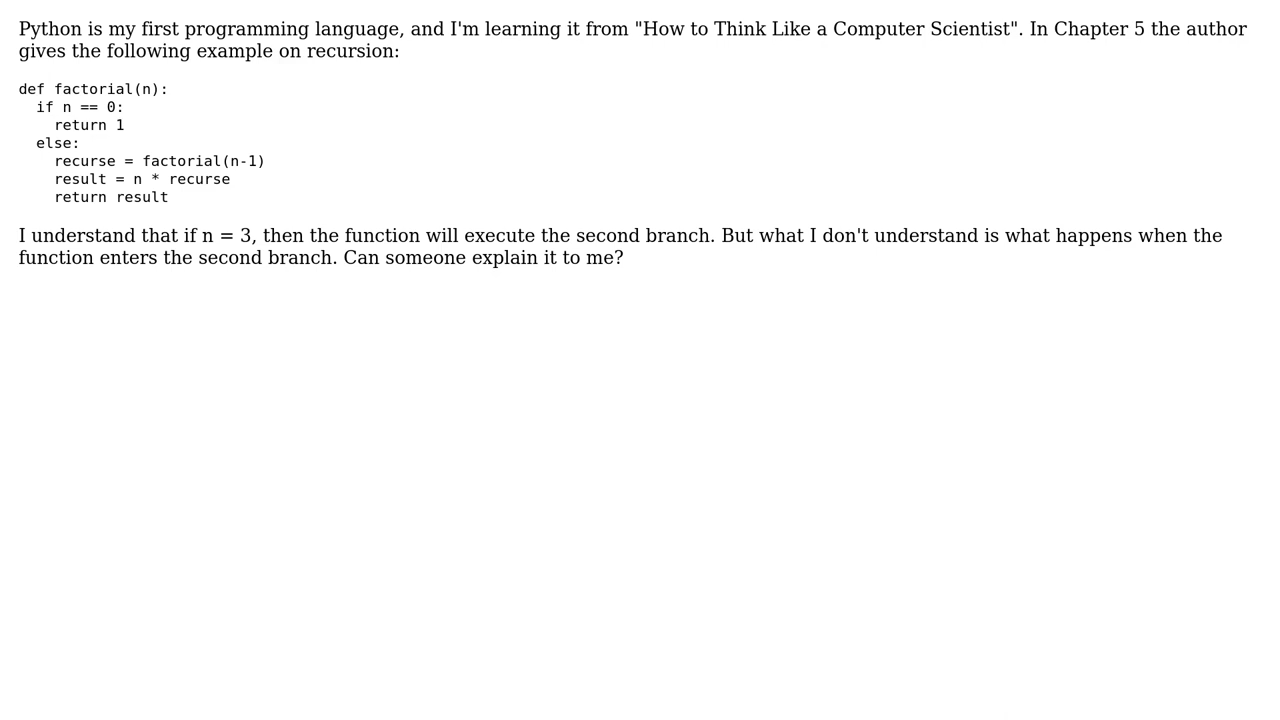 Python is my first programming language, and I'm learning it from "How to Think Like a Computer Scientist". In Chapter 5 the author
gives the following example on recursion:
def factorial(n):
  if n == 0:
    return 1
  else:
    recurse = factorial(n-1)
    result = n * recurse
    return result
I understand that if n = 3, then the function will execute the second branch. But what I don't understand is what happens when the
function enters the second branch. Can someone explain it to me?